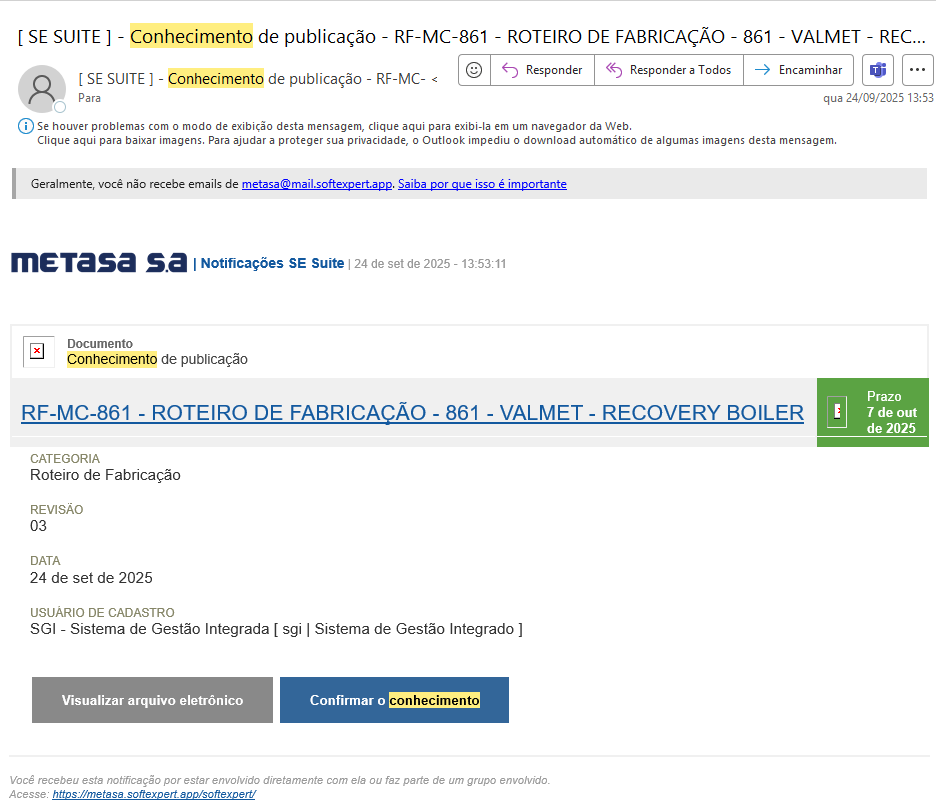 [ SE SUITE ] - Conhecimento de publicação - RF-MC-861 - ROTEIRO DE FABRICAÇÃO - 861 - VALMET - REC...
[ SE SUITE ] - Conhecimento de publicação - RF-MC- <
Responder
Responder a Todos
Encaminhar
Para
qua 24/09/2025 13:53
Se houver problemas com o modo de exibição desta mensagem, clique aqui para exibi-la em um navegador da Web.
Clique aqui para baixar imagens. Para ajudar a proteger sua privacidade, o Outlook impediu o download automático de algumas imagens desta mensagem.
Geralmente, você não recebe emails de metasa@mail.softexpert.app. Saiba por que isso é importante
METASA S.A | Notificações SE Suite | 24 de set de 2025 - 13:53:11
Documento
Conhecimento de publicação
RF-MC-861 - ROTEIRO DE FABRICAÇÃO - 861 - VALMET - RECOVERY BOILER
Prazo
7 de out
de 2025
CATEGORIA
Roteiro de Fabricação
REVISÃO
03
DATA
24 de set de 2025
USUÁRIO DE CADASTRO
SGI - Sistema de Gestão Integrada [ sgi | Sistema de Gestão Integrado ]
Visualizar arquivo eletrônico
Confirmar o conhecimento
Você recebeu esta notificação por estar envolvido diretamente com ela ou faz parte de um grupo envolvido.
Acesse: https://metasa.softexpert.app/softexpert/